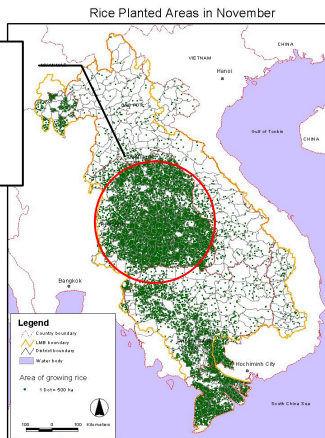 Rice Planted Areas in November
CHINA
VIETNAM
Hanoi
Gulf of Tonkin
CHINA
Bangkok
Hochiminh City
South China Sea
Legend
Country boundary
LMB boundary
District boundary
Water body
Area of growing rice
1 Dot = 500 ha
100 0 100 Kilometers